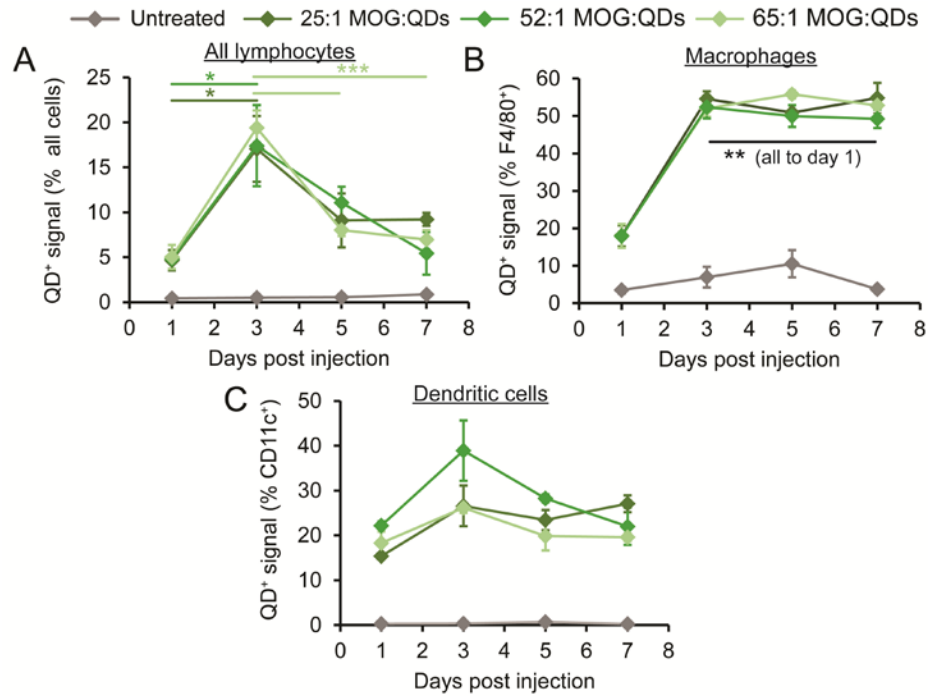 Untreated 25:1 MOG:QDs 52:1 MOG:QDs 65:1 MOG:QDs
A
All lymphocytes
QD⁺ signal (% all cells)
25
20
15
10
5
0
*
*
***
0 1 2 3 4 5 6 7 8
Days post injection
B
Macrophages
QD⁺ signal (% F4/80⁺)
60
50
40
30
20
10
0
** (all to day 1)
0 1 2 3 4 5 6 7 8
Days post injection
C
Dendritic cells
QD⁺ signal (% CD11c⁺)
50
40
30
20
10
0
0 1 2 3 4 5 6 7 8
Days post injection